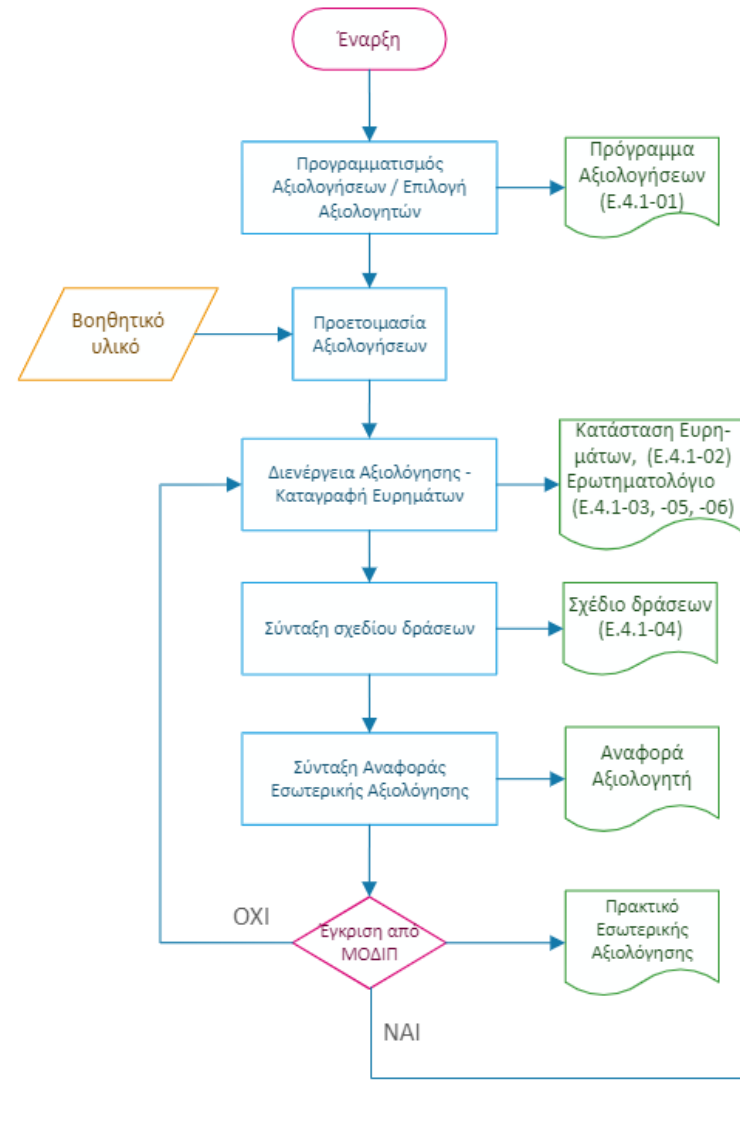 Έναρξη
Προγραμματισμός
Αξιολογήσεων / Επιλογή
Αξιολογητών
Πρόγραμμα
Αξιολογήσεων
(Ε.4.1-01)
Βοηθητικό
υλικό
Προετοιμασία
Αξιολογήσεων
Διενέργεια Αξιολόγησης -
Καταγραφή Ευρημάτων
Κατάσταση Ευρη-
μάτων, (Ε.4.1-02)
Ερωτηματολόγιο
(Ε.4.1-03, -05, -06)
Σύνταξη σχεδίου δράσεων
Σχέδιο δράσεων
(Ε.4.1-04)
Σύνταξη Αναφοράς
Εσωτερικής Αξιολόγησης
Αναφορά
Αξιολογητή
ΟΧΙ
Έγκριση από
ΜΟΔΙΠ
Πρακτικό
Εσωτερικής
Αξιολόγησης
ΝΑΙ